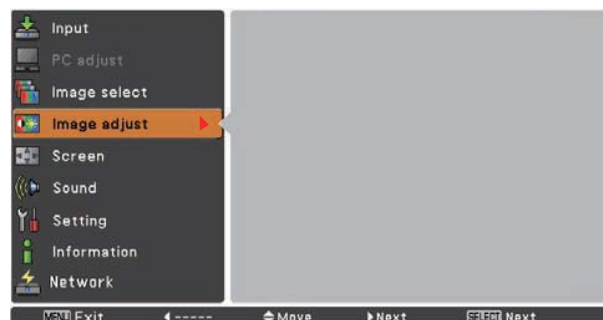 Input
PC adjust
Image select
Image adjust
Screen
Sound
Setting
Information
Network
MENU Exit ----- Move Next SELECT Next